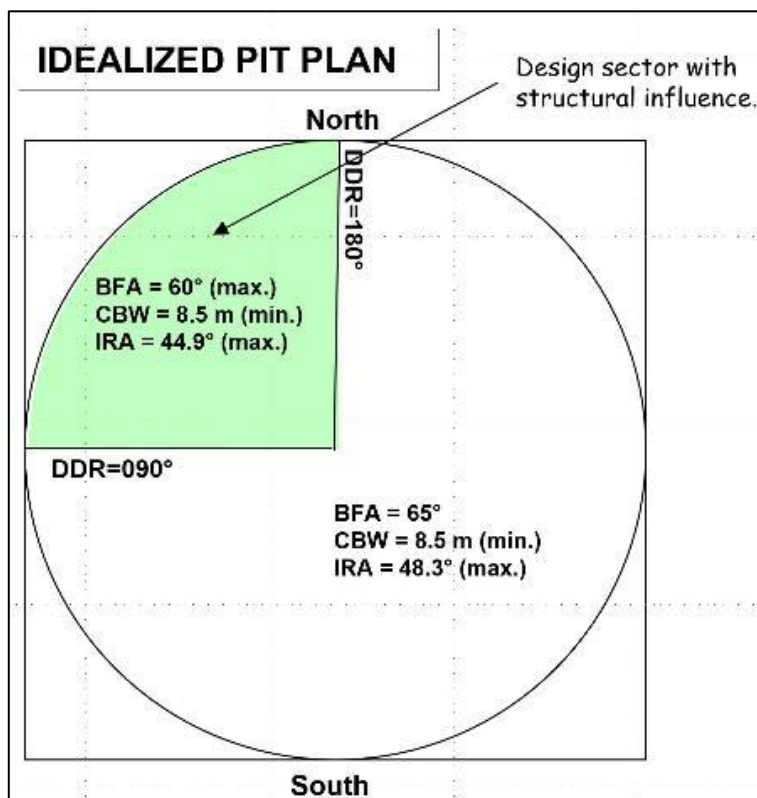 IDEALIZED PIT PLAN
Design sector with
structural influence.
North
DDR=180°
BFA = 60° (max.)
CBW = 8.5 m (min.)
IRA = 44.9° (max.)
DDR=090°
BFA = 65°
CBW = 8.5 m (min.)
IRA = 48.3° (max.)
South